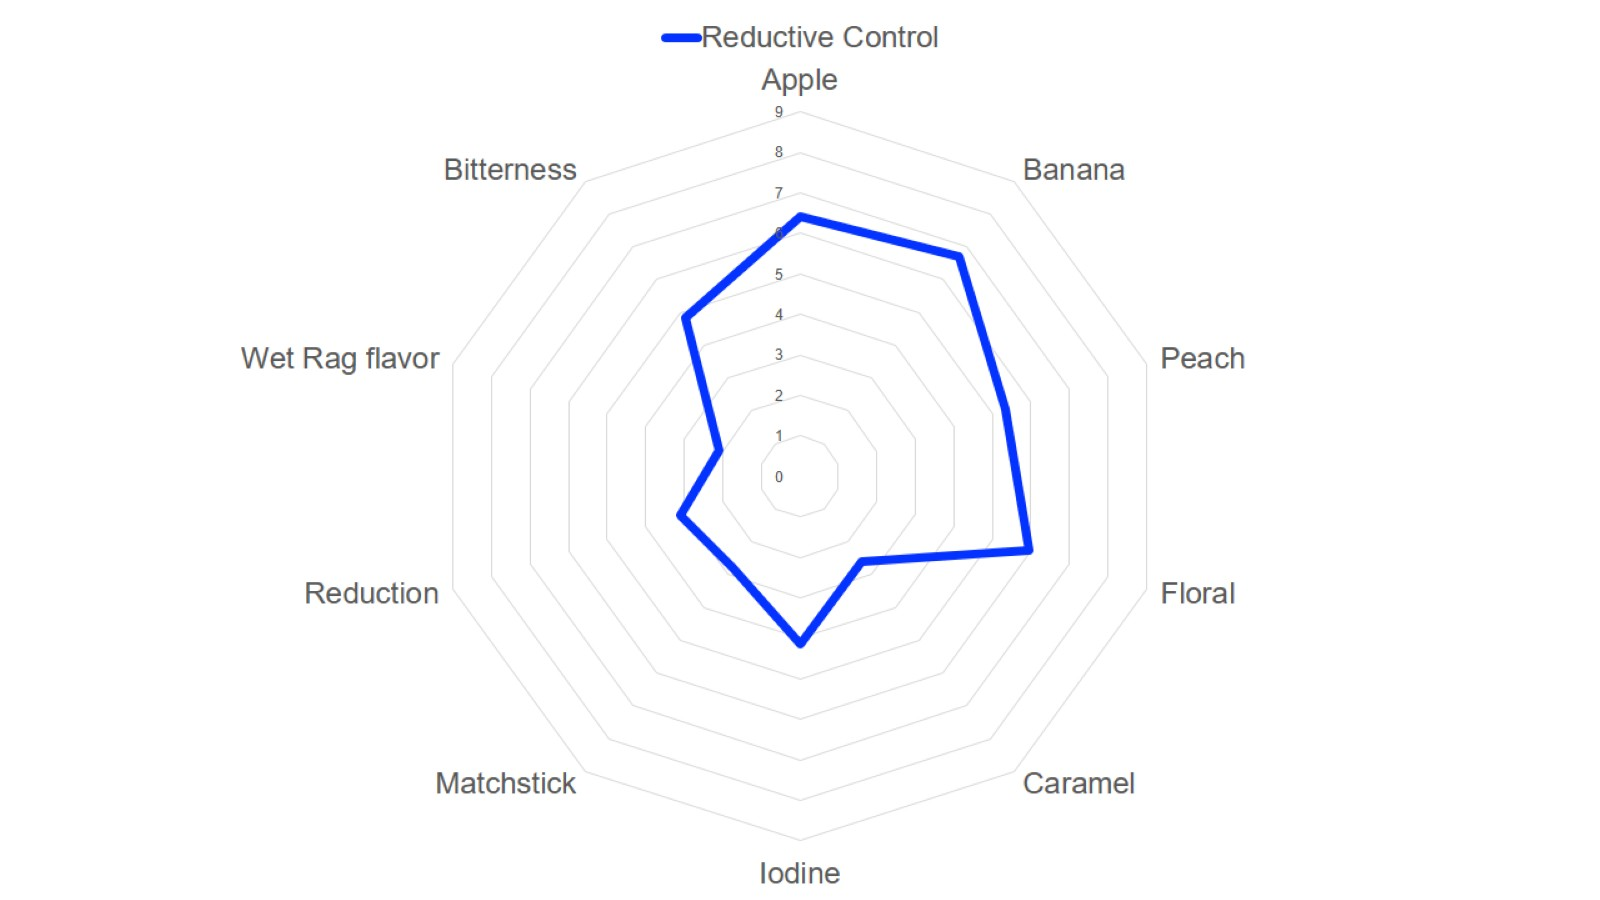 Reductive Control
Apple
Banana
Peach
Floral
Caramel
Iodine
Matchstick
Reduction
Wet Rag flavor
Bitterness
9
8
7
6
5
4
3
2
1
0